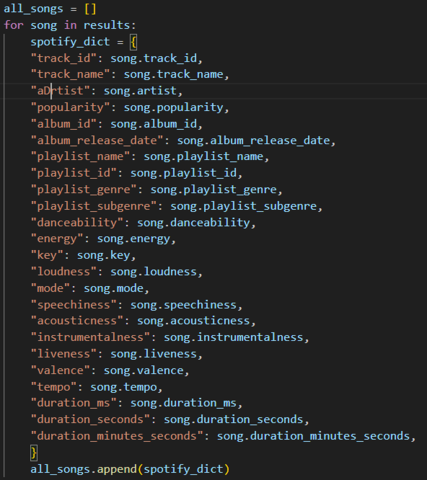 all_songs = []
for song in results:
    spotify_dict = {
    "track_id": song.track_id,
    "track_name": song.track_name,
    "aDrtist": song.artist,
    "popularity": song.popularity,
    "album_id": song.album_id,
    "album_release_date": song.album_release_date,
    "playlist_name": song.playlist_name,
    "playlist_id": song.playlist_id,
    "playlist_genre": song.playlist_genre,
    "playlist_subgenre": song.playlist_subgenre,
    "danceability": song.danceability,
    "energy": song.energy,
    "key": song.key,
    "loudness": song.loudness,
    "mode": song.mode,
    "speechiness": song.speechiness,
    "acousticness": song.acousticness,
    "instrumentalness": song.instrumentalness,
    "liveness": song.liveness,
    "valence": song.valence,
    "tempo": song.tempo,
    "duration_ms": song.duration_ms,
    "duration_seconds": song.duration_seconds,
    "duration_minutes_seconds": song.duration_minutes_seconds,
    }
    all_songs.append(spotify_dict)